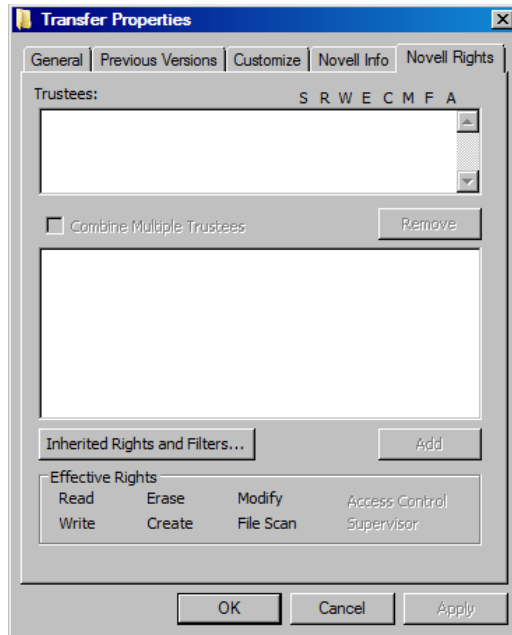 Transfer Properties
General Previous Versions Customize Novell Info Novell Rights
Trustees: S R W E C M F A
Combine Multiple Trustees Remove
Inherited Rights and Filters... Add
Effective Rights
Read Erase Modify Access Control
Write Create File Scan Supervisor
OK Cancel Apply